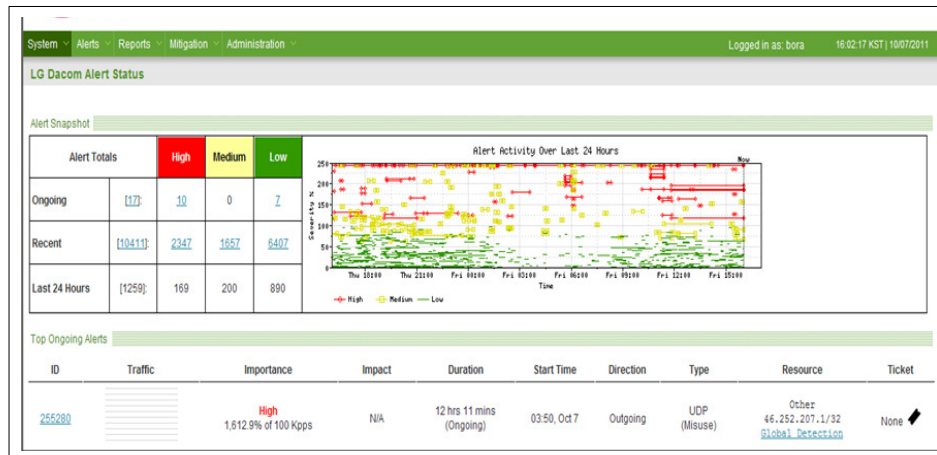 System Alerts Reports Mitigation Administration Logged in as: bora 16:02:17 KST | 10/07/2011
LG Dacom Alert Status
Alert Snapshot
Alert Totals High Medium Low
Ongoing [17]: 10 0 7
Recent [10411]: 2347 1657 6407
Last 24 Hours [1259]: 169 200 890
Alert Activity Over Last 24 Hours
Now
250
200
150
100
50
0
Severity %
Thu 18:00 Thu 21:00 Fri 00:00 Fri 03:00 Fri 06:00 Fri 09:00 Fri 12:00 Fri 15:00
Time
High Medium Low
Top Ongoing Alerts
ID Traffic Importance Impact Duration Start Time Direction Type Resource Ticket
255280 High 1,612.9% of 100 Kpps N/A 12 hrs 11 mins (Ongoing) 03:50, Oct 7 Outgoing UDP (Misuse) Other 46.252.207.1/32 Global Detection None